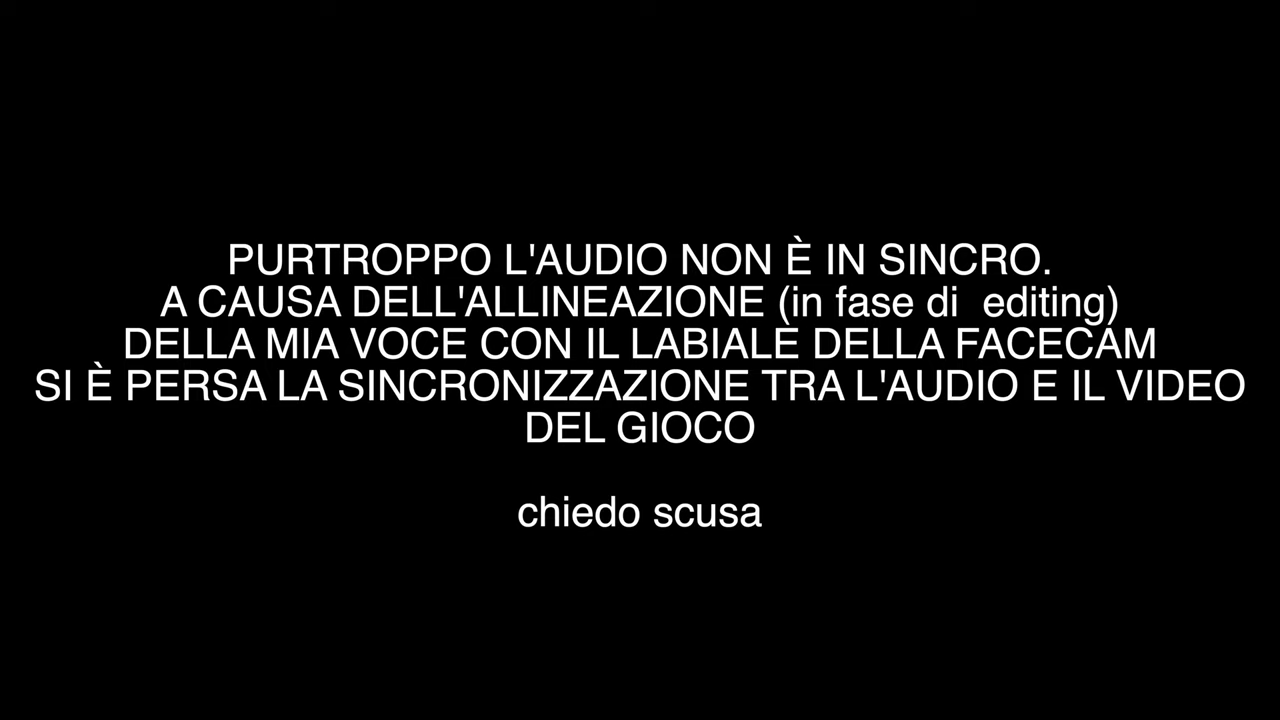 PURTROPPO L'AUDIO NON È IN SINCRO.
A CAUSA DELL'ALLINEAZIONE (in fase di  editing)
DELLA MIA VOCE CON IL LABIALE DELLA FACECAM
SI È PERSA LA SINCRONIZZAZIONE TRA L'AUDIO E IL VIDEO
DEL GIOCO
chiedo scusa